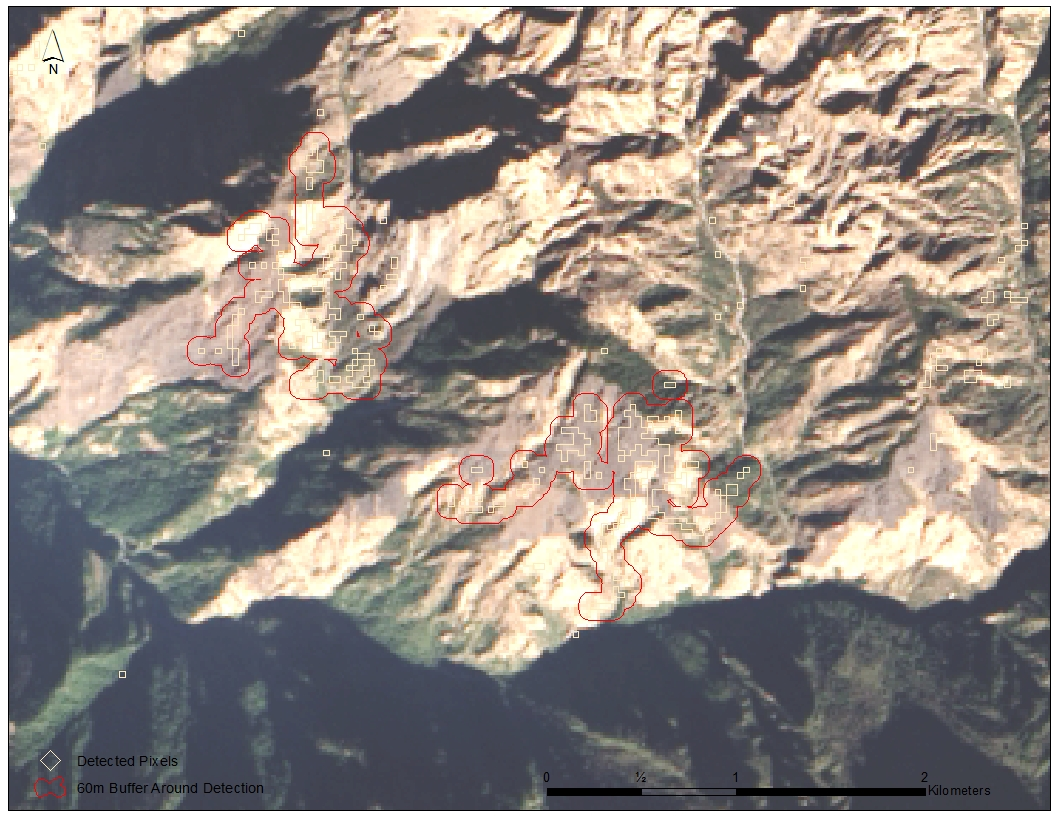 N
Detected Pixels
60m Buffer Around Detection
0 ½ 1 2
Kilometers